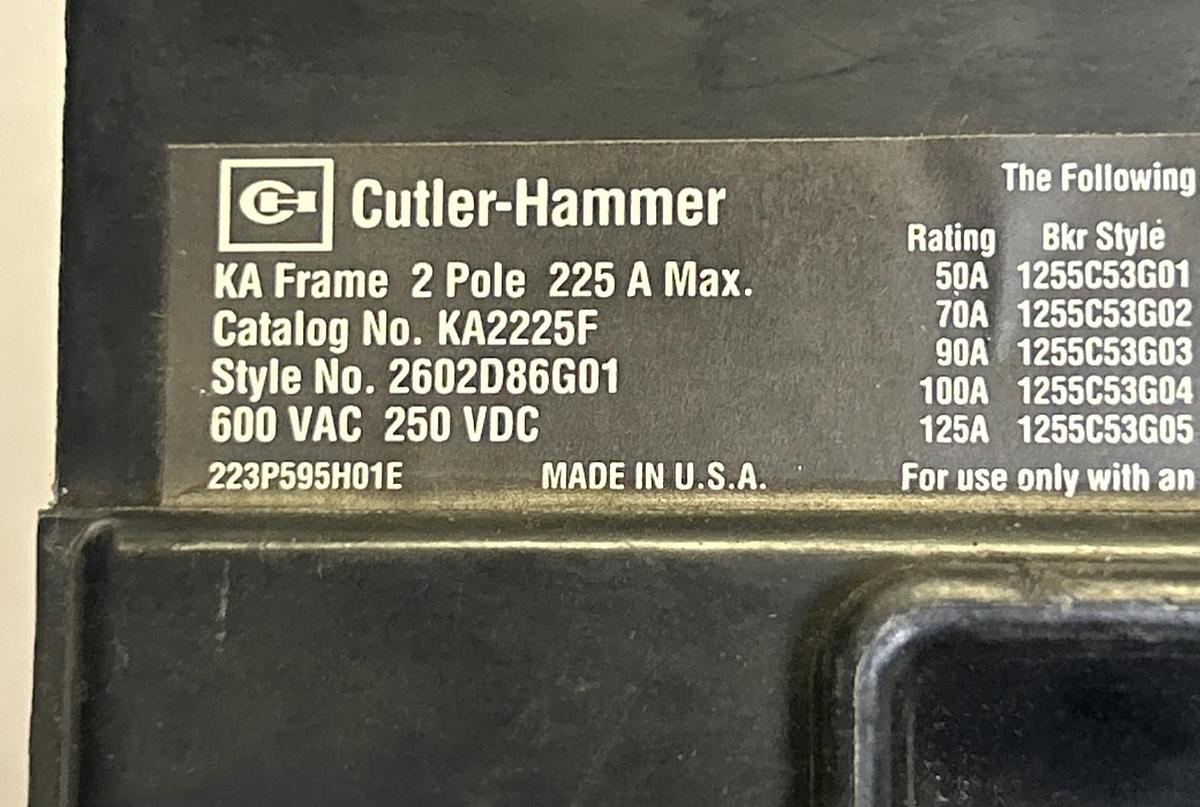 CH Cutler-Hammer
KA Frame 2 Pole 225 A Max.
Catalog No. KA2225F
Style No. 2602D86G01
600 VAC 250 VDC
223P595H01E MADE IN U.S.A.
The Following
Rating Bkr Style
50A 1255C53G01
70A 1255C53G02
90A 1255C53G03
100A 1255C53G04
125A 1255C53G05
For use only with an